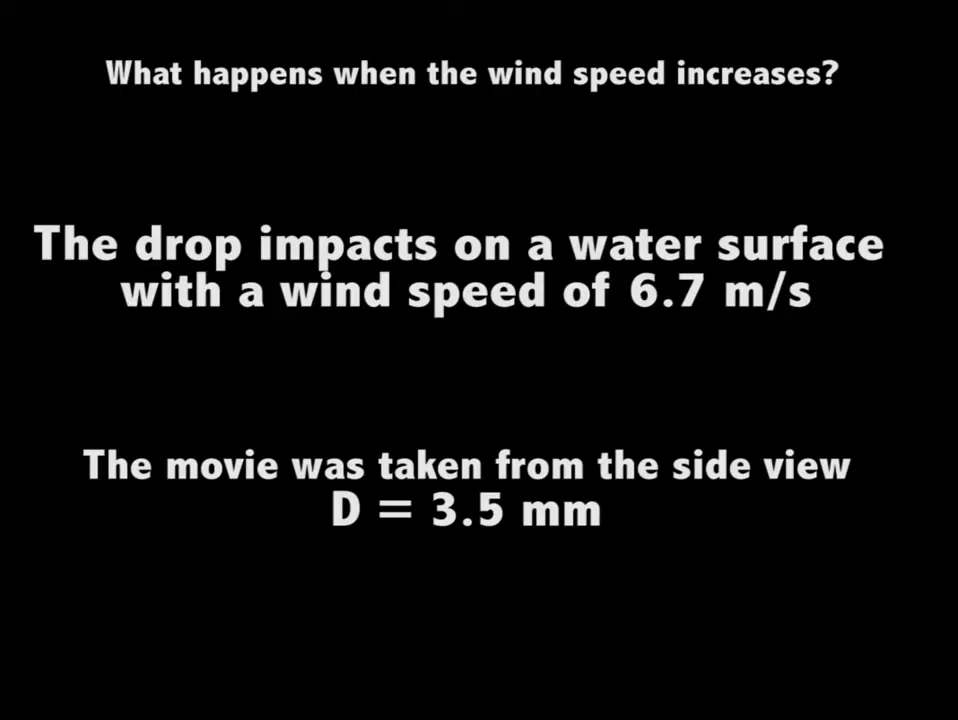 What happens when the wind speed increases?
The drop impacts on a water surface
with a wind speed of 6.7 m/s
The movie was taken from the side view
D = 3.5 mm